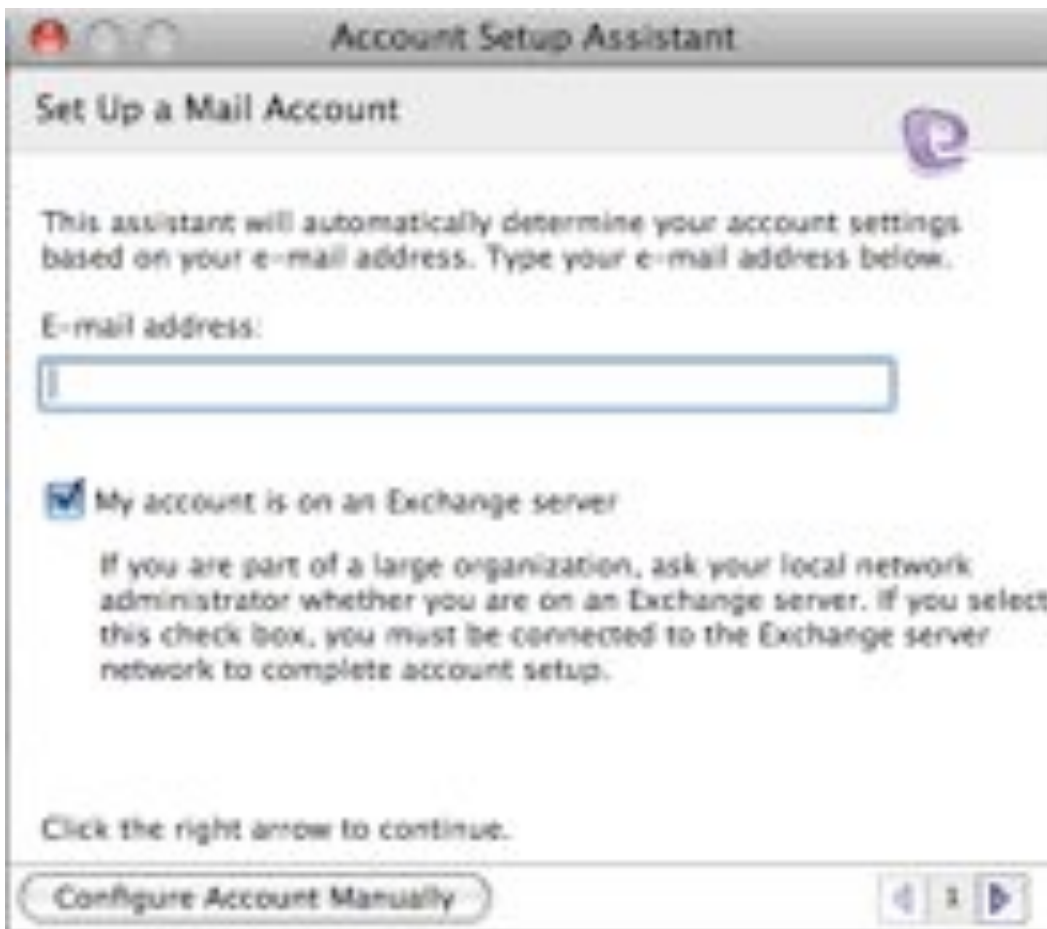 Account Setup Assistant
Set Up a Mail Account
This assistant will automatically determine your account settings
based on your e-mail address. Type your e-mail address below.
E-mail address:
My account is on an Exchange server
If you are part of a large organization, ask your local network
administrator whether you are on an Exchange server. If you select
this check box, you must be connected to the Exchange server
network to complete account setup.
Click the right arrow to continue.
Configure Account Manually
1